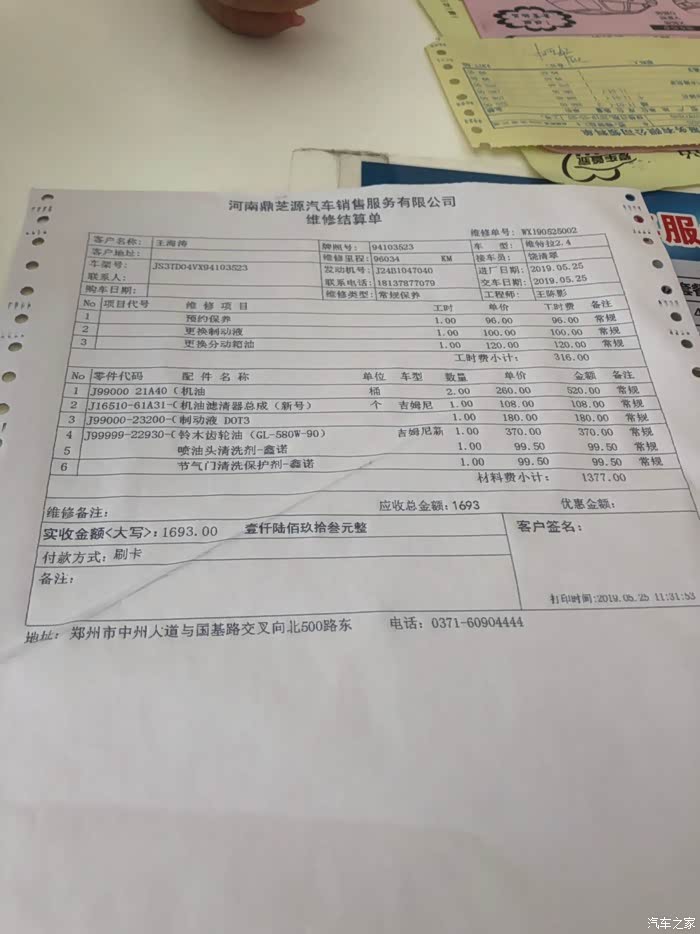 河南鼎芝源汽车销售服务有限公司
维修结算单
维修单号: WX190525002
客户名称: 王海涛 牌照号: 94103523 车 型: 维特拉2.4
客户地址: 维修里程: 96034 KM 接车员: 饶清翠
车架号: JS3TD04VX94103523 发动机号: J24B1047040 进厂日期: 2019.05.25
联系人: 联系电话: 18137877079 交车日期: 2019.05.25
购车日期: 维修类型: 常规保养 工程师: 王陈影
No 项目代号 维 修 项 目 工时 单价 工时费 备注
1 预约保养 1.00 96.00 96.00 常规
2 更换制动液 1.00 100.00 100.00 常规
3 更换分动箱油 1.00 120.00 120.00 常规
工时费小计: 316.00
No 零件代码 配 件 名 称 单位 车型 数量 单价 金额 备注
1 J99000 21A40 ( 机油 桶 2.00 260.00 520.00 常规
2 J16510-61A31-( 机油滤清器总成（新号） 个 吉姆尼 1.00 108.00 108.00 常规
3 J99000-23200-( 制动液 DOT3 1.00 180.00 180.00 常规
4 J99999-22930-( 铃木齿轮油（GL-580W-90） 吉姆尼新 1.00 370.00 370.00 常规
5 喷油头清洗剂-鑫诺 1.00 99.50 99.50 常规
6 节气门清洗保护剂-鑫诺 1.00 99.50 99.50 常规
材料费小计: 1377.00
维修备注: 应收总金额: 1693 优惠金额:
实收金额<大写>: 1693.00 壹仟陆佰玖拾叁元整 客户签名:
付款方式: 刷卡
备注:
打印时间:2019.05.25 11:31:53
地址: 郑州市中州人道与国基路交叉向北500路东 电话: 0371-60904444
服
汽车之家